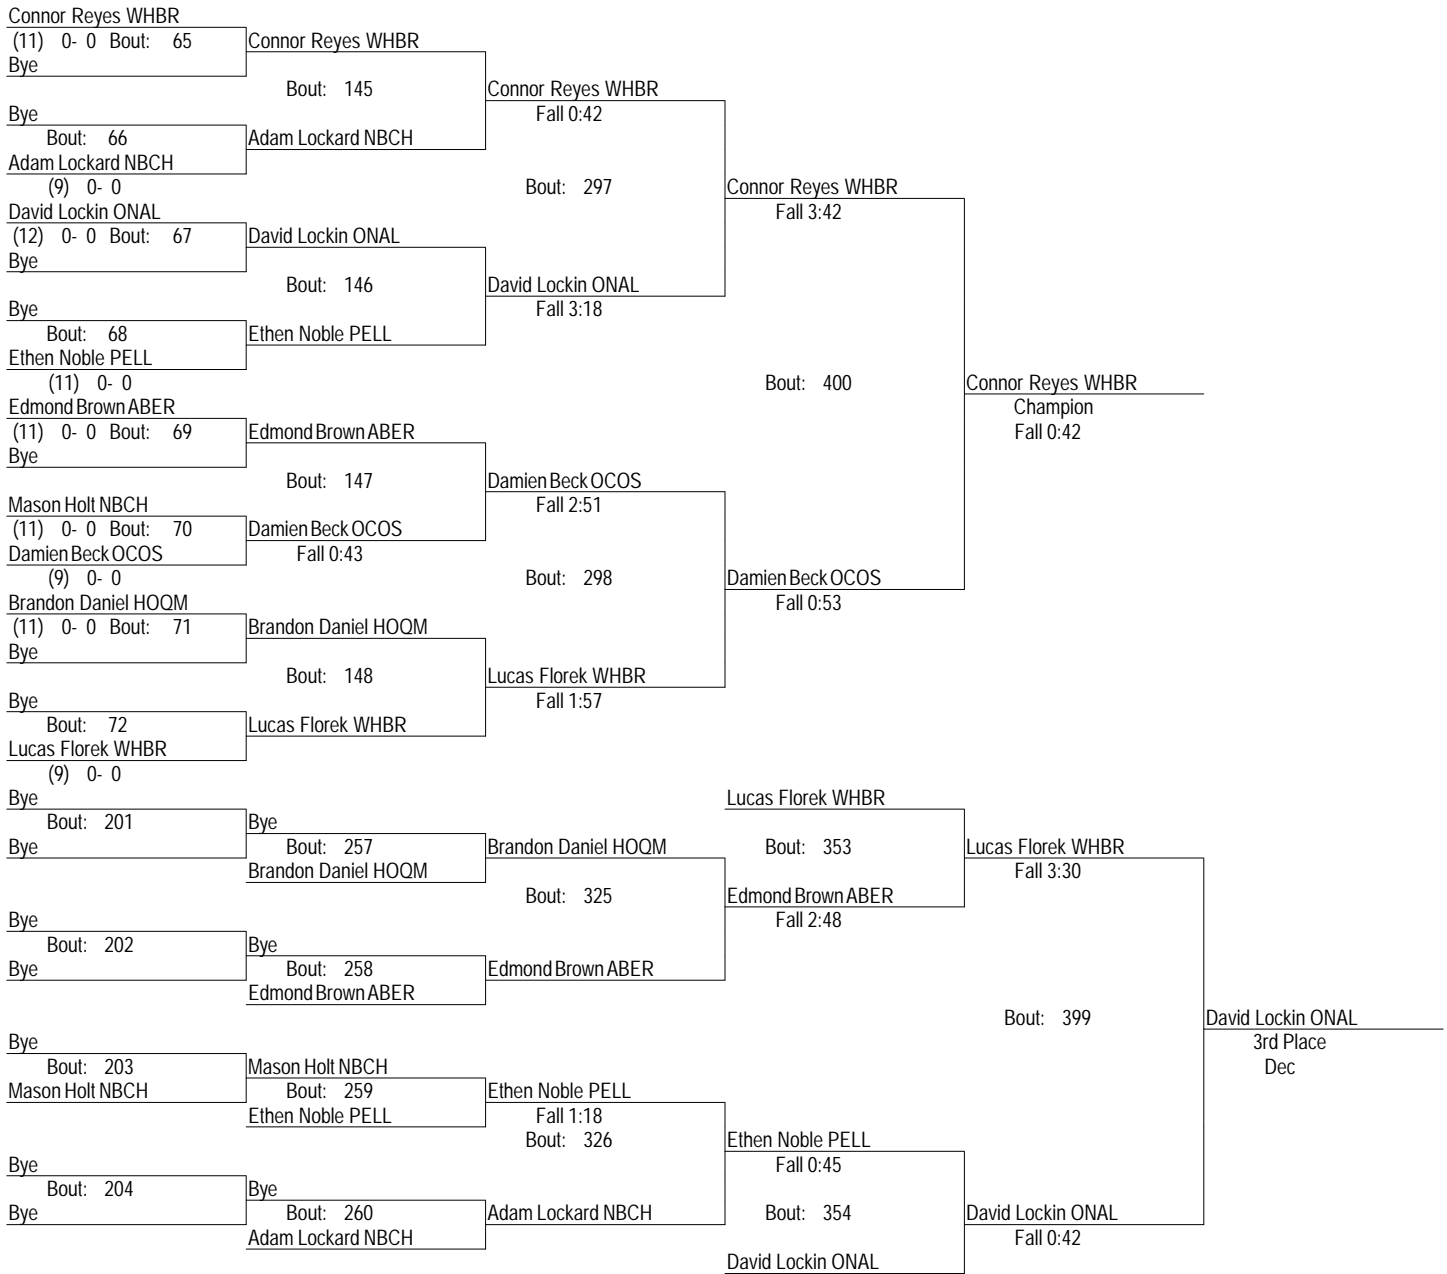 Connor Reyes WHBR
(11) 0- 0 Bout: 65 Connor Reyes WHBR
Bye
Bout: 145 Connor Reyes WHBR
Bye Fall 0:42
Bout: 66 Adam Lockard NBCH
Adam Lockard NBCH
(9) 0- 0 Bout: 297 Connor Reyes WHBR
David Lockin ONAL Fall 3:42
(12) 0- 0 Bout: 67 David Lockin ONAL
Bye
Bout: 146 David Lockin ONAL
Bye Fall 3:18
Bout: 68 Ethen Noble PELL
Ethen Noble PELL
(11) 0- 0 Bout: 400 Connor Reyes WHBR
Edmond Brown ABER Champion
(11) 0- 0 Bout: 69 Edmond Brown ABER Fall 0:42
Bye
Bout: 147 Damien Beck OCOS
Mason Holt NBCH Fall 2:51
(11) 0- 0 Bout: 70 Damien Beck OCOS
Damien Beck OCOS Fall 0:43
(9) 0- 0 Bout: 298 Damien Beck OCOS
Brandon Daniel HOQM Fall 0:53
(11) 0- 0 Bout: 71 Brandon Daniel HOQM
Bye
Bout: 148 Lucas Florek WHBR
Bye Fall 1:57
Bout: 72 Lucas Florek WHBR
Lucas Florek WHBR
(9) 0- 0
Bye Lucas Florek WHBR
Bout: 201 Bye
Bye Bout: 257 Brandon Daniel HOQM Bout: 353 Lucas Florek WHBR
Brandon Daniel HOQM Fall 3:30
Bout: 325 Edmond Brown ABER
Bye Fall 2:48
Bout: 202 Bye
Bye Bout: 258 Edmond Brown ABER
Edmond Brown ABER
Bout: 399 David Lockin ONAL
Bye 3rd Place
Bout: 203 Mason Holt NBCH Dec
Mason Holt NBCH Bout: 259 Ethen Noble PELL
Ethen Noble PELL Fall 1:18
Bout: 326 Ethen Noble PELL
Bye Fall 0:45
Bout: 204 Bye
Bye Bout: 260 Adam Lockard NBCH Bout: 354 David Lockin ONAL
Adam Lockard NBCH Fall 0:42
David Lockin ONAL